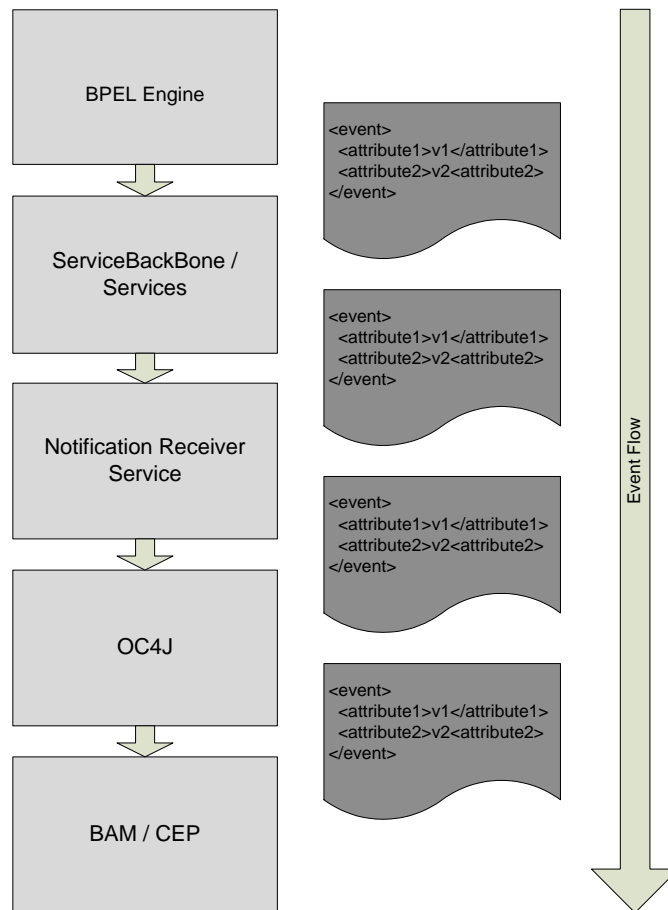 BPEL Engine
<event>
<attribute1>v1</attribute1>
<attribute2>v2<attribute2>
</event>
ServiceBackBone /
Services
<event>
<attribute1>v1</attribute1>
<attribute2>v2<attribute2>
</event>
Notification Receiver
Service
<event>
<attribute1>v1</attribute1>
<attribute2>v2<attribute2>
</event>
OC4J
<event>
<attribute1>v1</attribute1>
<attribute2>v2<attribute2>
</event>
BAM / CEP
Event Flow